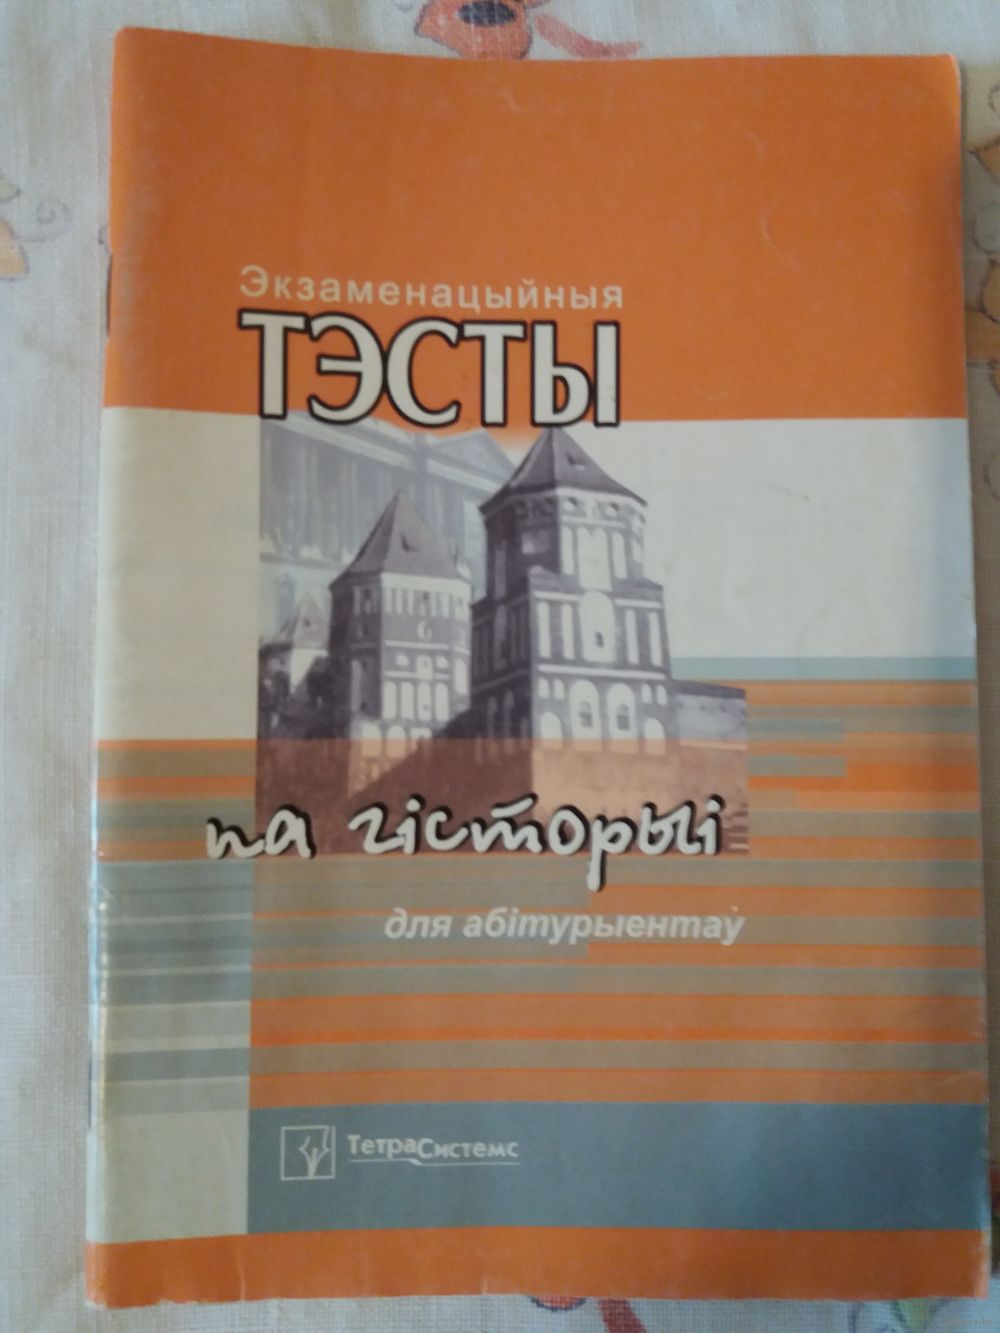 Экзаменацыйныя
ТЭСТЫ
па гісторыі
для абітурыентаў
ТетраСистемс